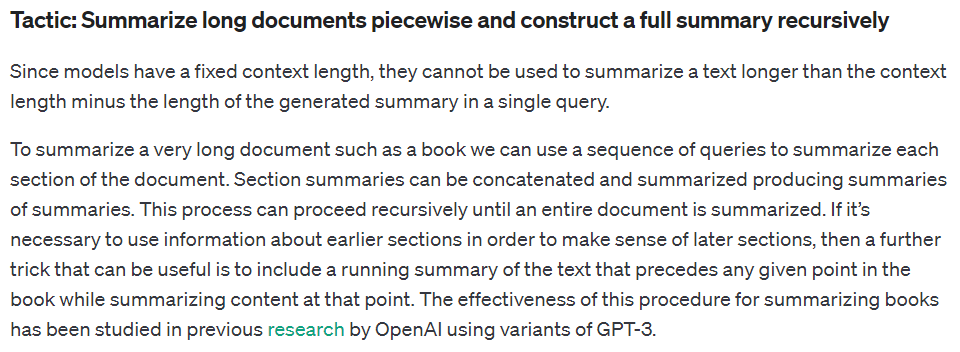 Tactic: Summarize long documents piecewise and construct a full summary recursively
Since models have a fixed context length, they cannot be used to summarize a text longer than the context
length minus the length of the generated summary in a single query.
To summarize a very long document such as a book we can use a sequence of queries to summarize each
section of the document. Section summaries can be concatenated and summarized producing summaries
of summaries. This process can proceed recursively until an entire document is summarized. If it’s
necessary to use information about earlier sections in order to make sense of later sections, then a further
trick that can be useful is to include a running summary of the text that precedes any given point in the
book while summarizing content at that point. The effectiveness of this procedure for summarizing books
has been studied in previous research by OpenAI using variants of GPT-3.